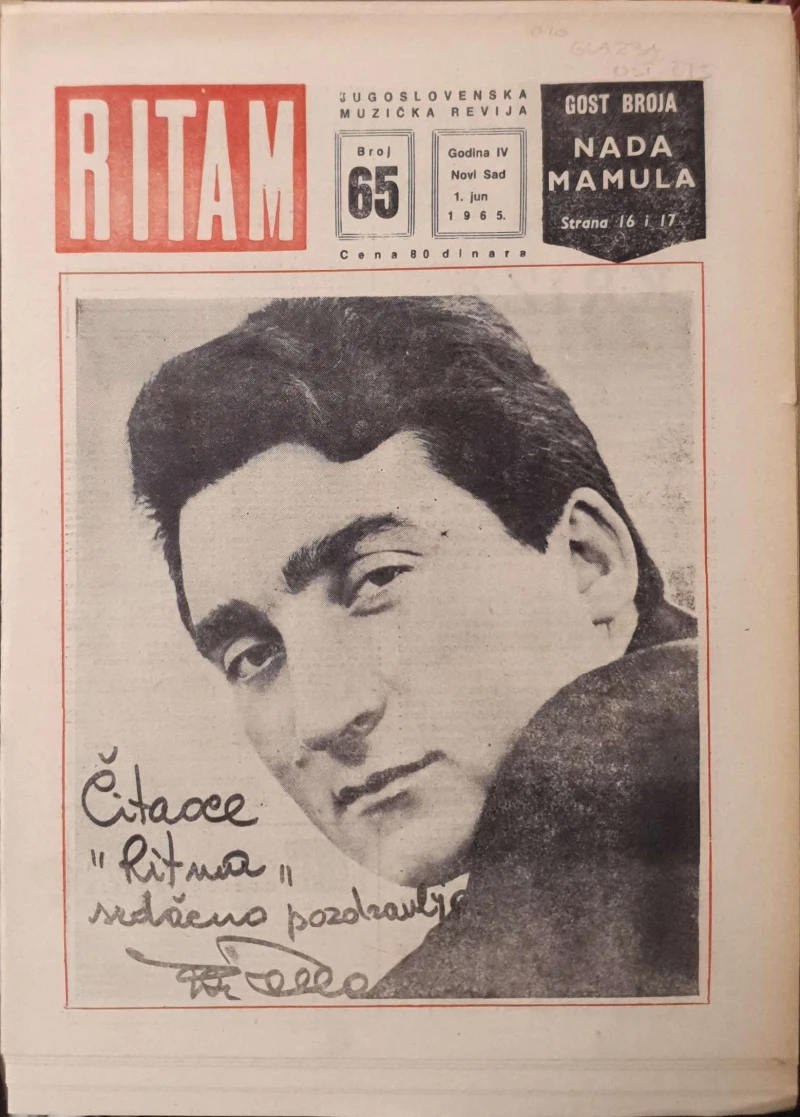 RITAM
JUGOSLOVENSKA
MUZIČKA REVIJA
Broj
65
Godina IV
Novi Sad
1. jun
1965.
Cena 80 dinara
GOST BROJA
NADA
MAMULA
Strana 16 i 17
Čitaoce
"Ritma"
srdačno pozdravlja